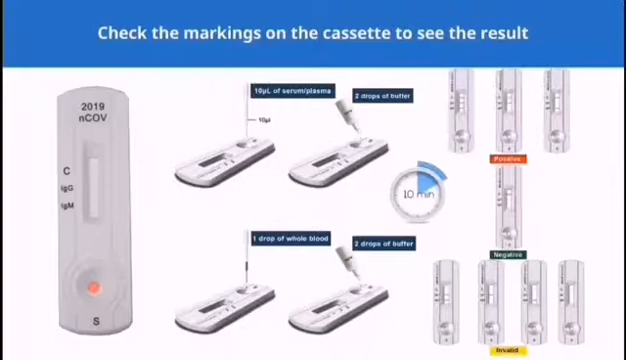 Check the markings on the cassette to see the result
2019
nCOV
C
IgG
IgM
S
10µL of serum/plasma
10µl
2 drops of buffer
1 drop of whole blood
2 drops of buffer
10 min
Positive
Negative
Invalid